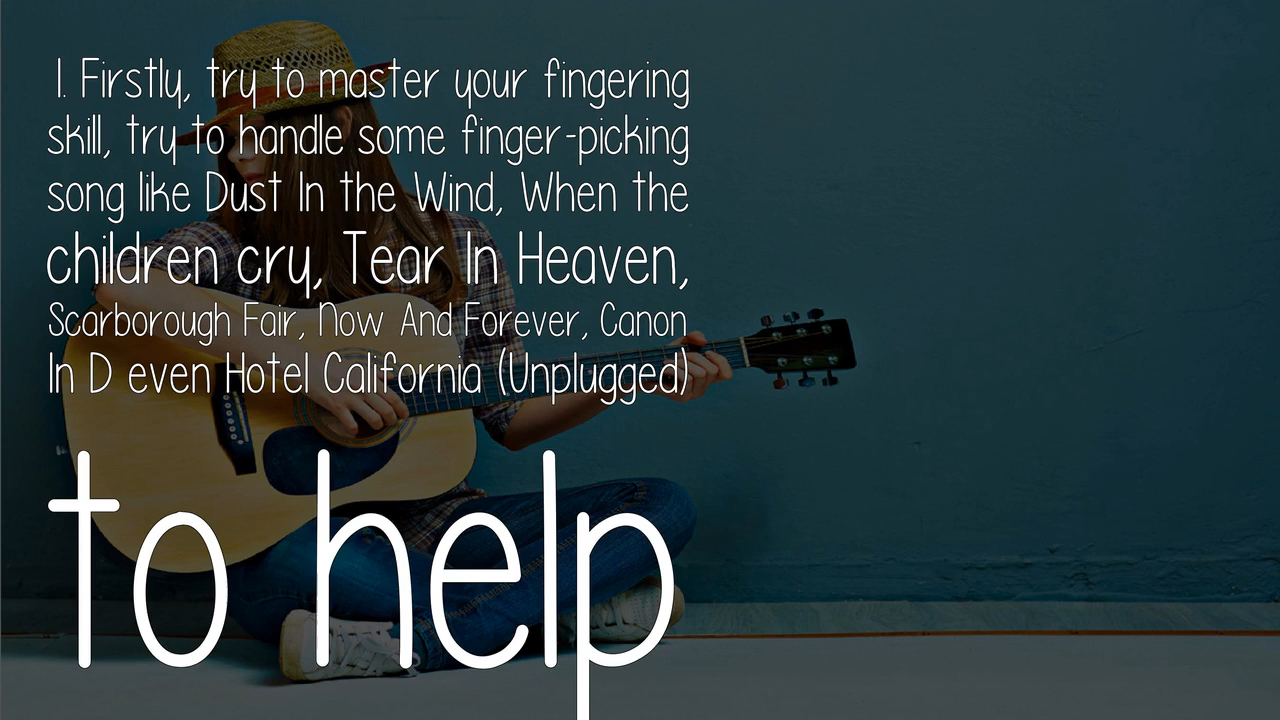 1. Firstly, try to master your fingering
skill, try to handle some finger-picking
song like Dust In the Wind, When the
children cry, Tear In Heaven,
Scarborough Fair, Now And Forever, Canon
In D even Hotel California (Unplugged)
to help